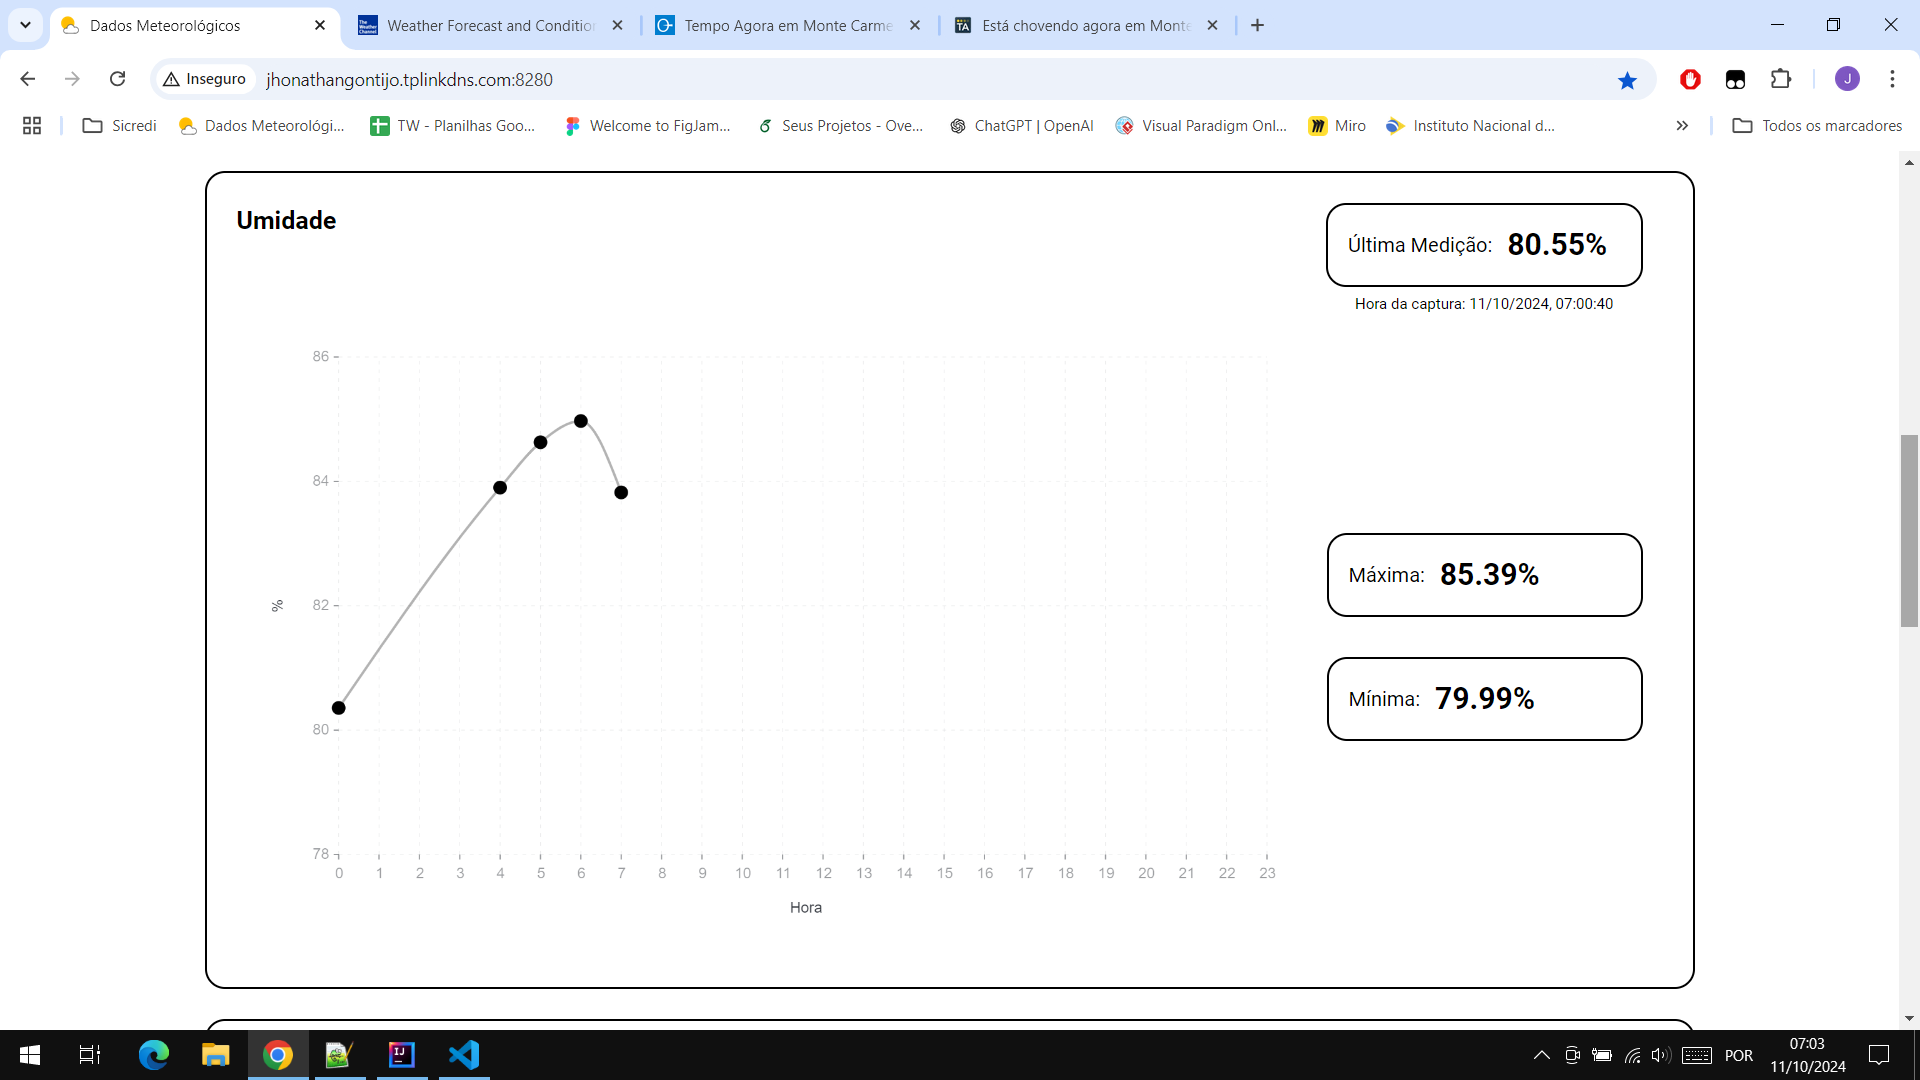 Dados Meteorológicos
Weather Forecast and Condition
Tempo Agora em Monte Carme
Está chovendo agora em Monte
Inseguro
jhonathangontijo.tplinkdns.com:8280
J
Sicredi
Dados Meteorológi...
TW - Planilhas Goo...
Welcome to FigJam...
Seus Projetos - Ove...
ChatGPT | OpenAI
Visual Paradigm Onl...
Miro
Instituto Nacional d...
Todos os marcadores
Umidade
Última Medição: 80.55%
Hora da captura: 11/10/2024, 07:00:40
86
84
82
80
78
%
0 1 2 3 4 5 6 7 8 9 10 11 12 13 14 15 16 17 18 19 20 21 22 23
Hora
Máxima: 85.39%
Mínima: 79.99%
POR
07:03
11/10/2024